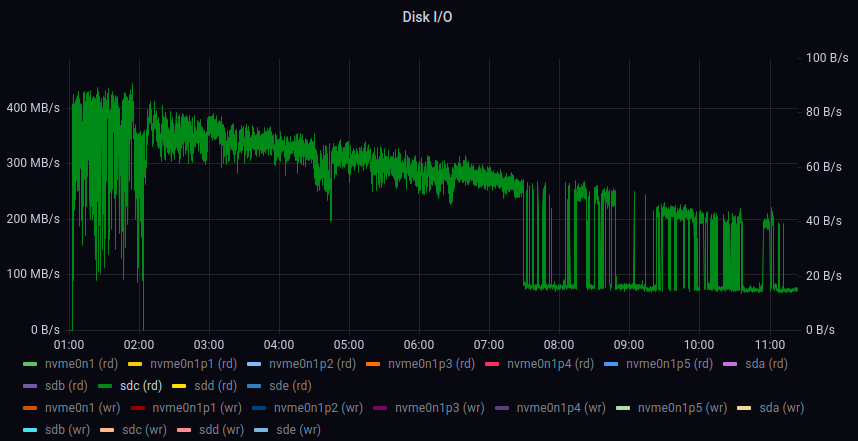 Disk I/O
100 B/s
400 MB/s
80 B/s
300 MB/s
60 B/s
200 MB/s
40 B/s
100 MB/s
20 B/s
0 B/s
0 B/s
01:00 02:00 03:00 04:00 05:00 06:00 07:00 08:00 09:00 10:00 11:00
nvme0n1 (rd) nvme0n1p1 (rd) nvme0n1p2 (rd) nvme0n1p3 (rd) nvme0n1p4 (rd) nvme0n1p5 (rd) sda (rd)
sdb (rd) sdc (rd) sdd (rd) sde (rd)
nvme0n1 (wr) nvme0n1p1 (wr) nvme0n1p2 (wr) nvme0n1p3 (wr) nvme0n1p4 (wr) nvme0n1p5 (wr) sda (wr)
sdb (wr) sdc (wr) sdd (wr) sde (wr)